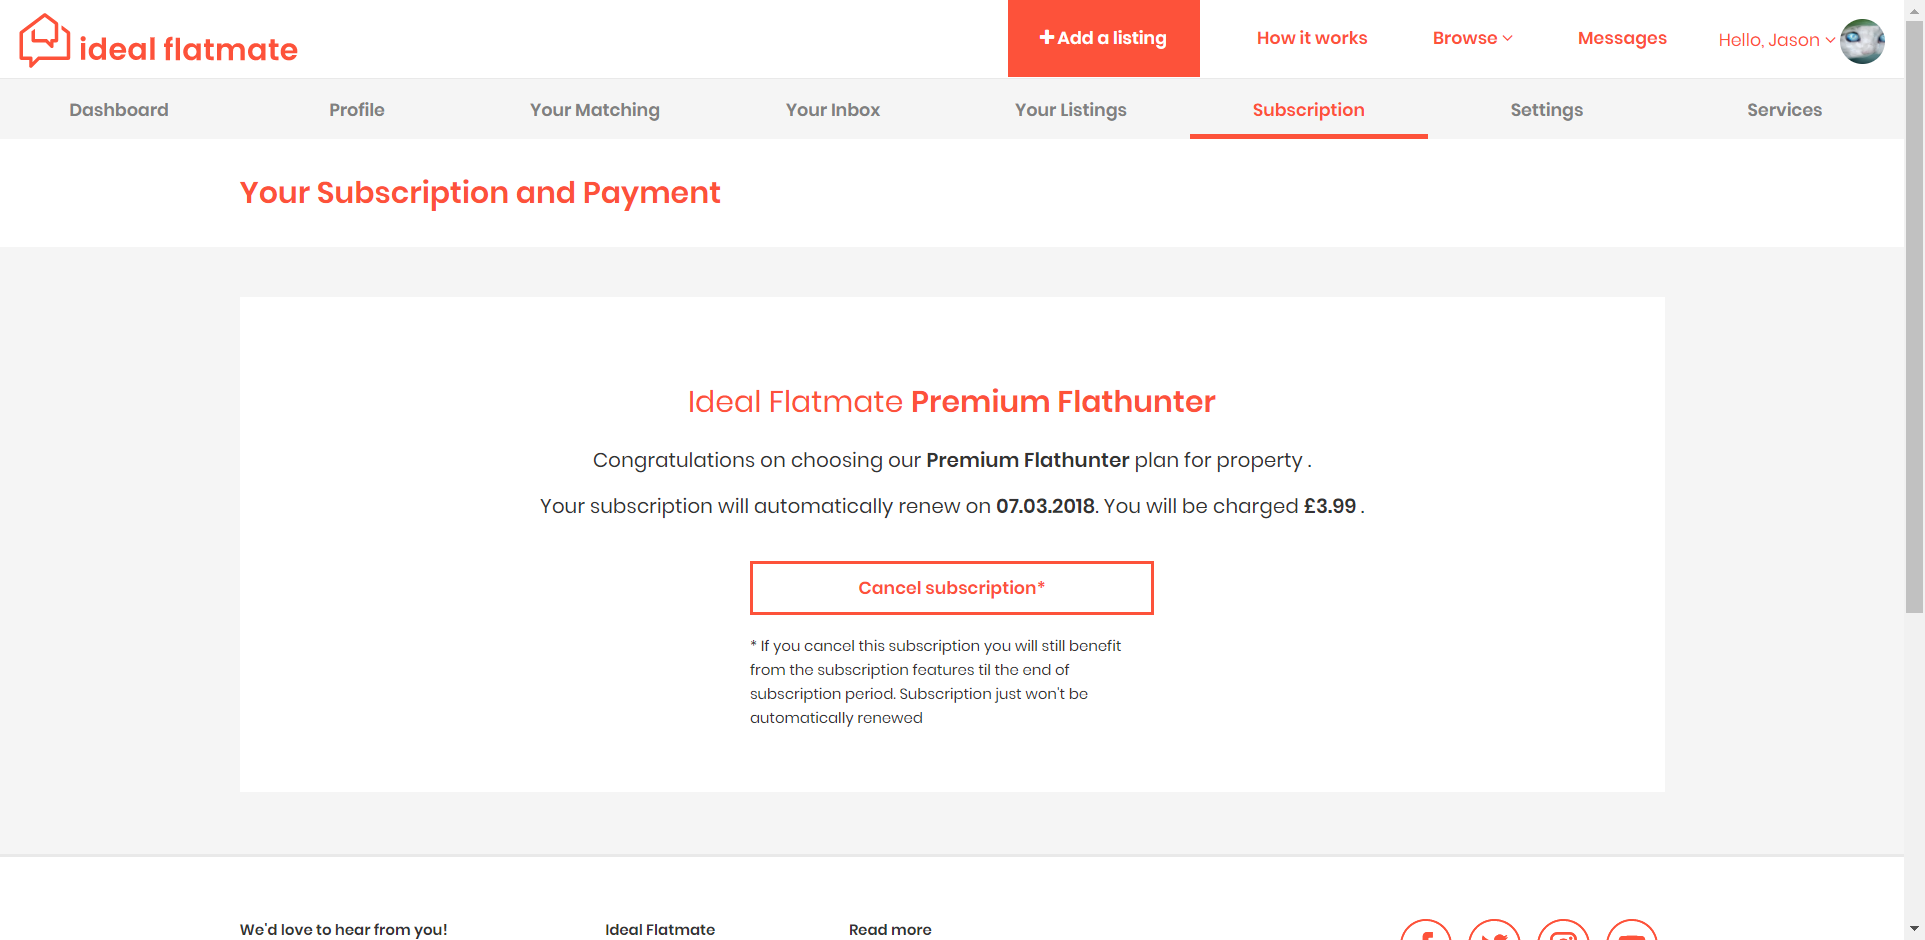 ideal flatmate
+ Add a listing
How it works
Browse
Messages
Hello, Jason
Dashboard
Profile
Your Matching
Your Inbox
Your Listings
Subscription
Settings
Services
Your Subscription and Payment
Ideal Flatmate Premium Flathunter
Congratulations on choosing our Premium Flathunter plan for property .
Your subscription will automatically renew on 07.03.2018. You will be charged £3.99 .
Cancel subscription*
* If you cancel this subscription you will still benefit
from the subscription features til the end of
subscription period. Subscription just won't be
automatically renewed
We'd love to hear from you!
Ideal Flatmate
Read more